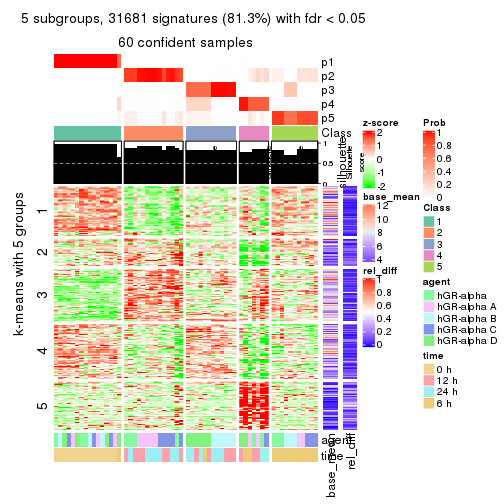 5 subgroups, 31681 signatures (81.3%) with fdr < 0.05
60 confident samples
p1
p2
p3
p4
p5
Class
1
0.5
0
silhouette
score
k-means with 5 groups
1
2
3
4
5
agent
time
base_mean
rel_diff
z-score
2
1
0
-1
-2
base_mean
12
10
8
6
4
rel_diff
1
0.8
0.6
0.4
0.2
0
Prob
1
0.8
0.6
0.4
0.2
0
Class
1
2
3
4
5
agent
hGR-alpha
hGR-alpha A
hGR-alpha B
hGR-alpha C
hGR-alpha D
time
0 h
12 h
24 h
6 h